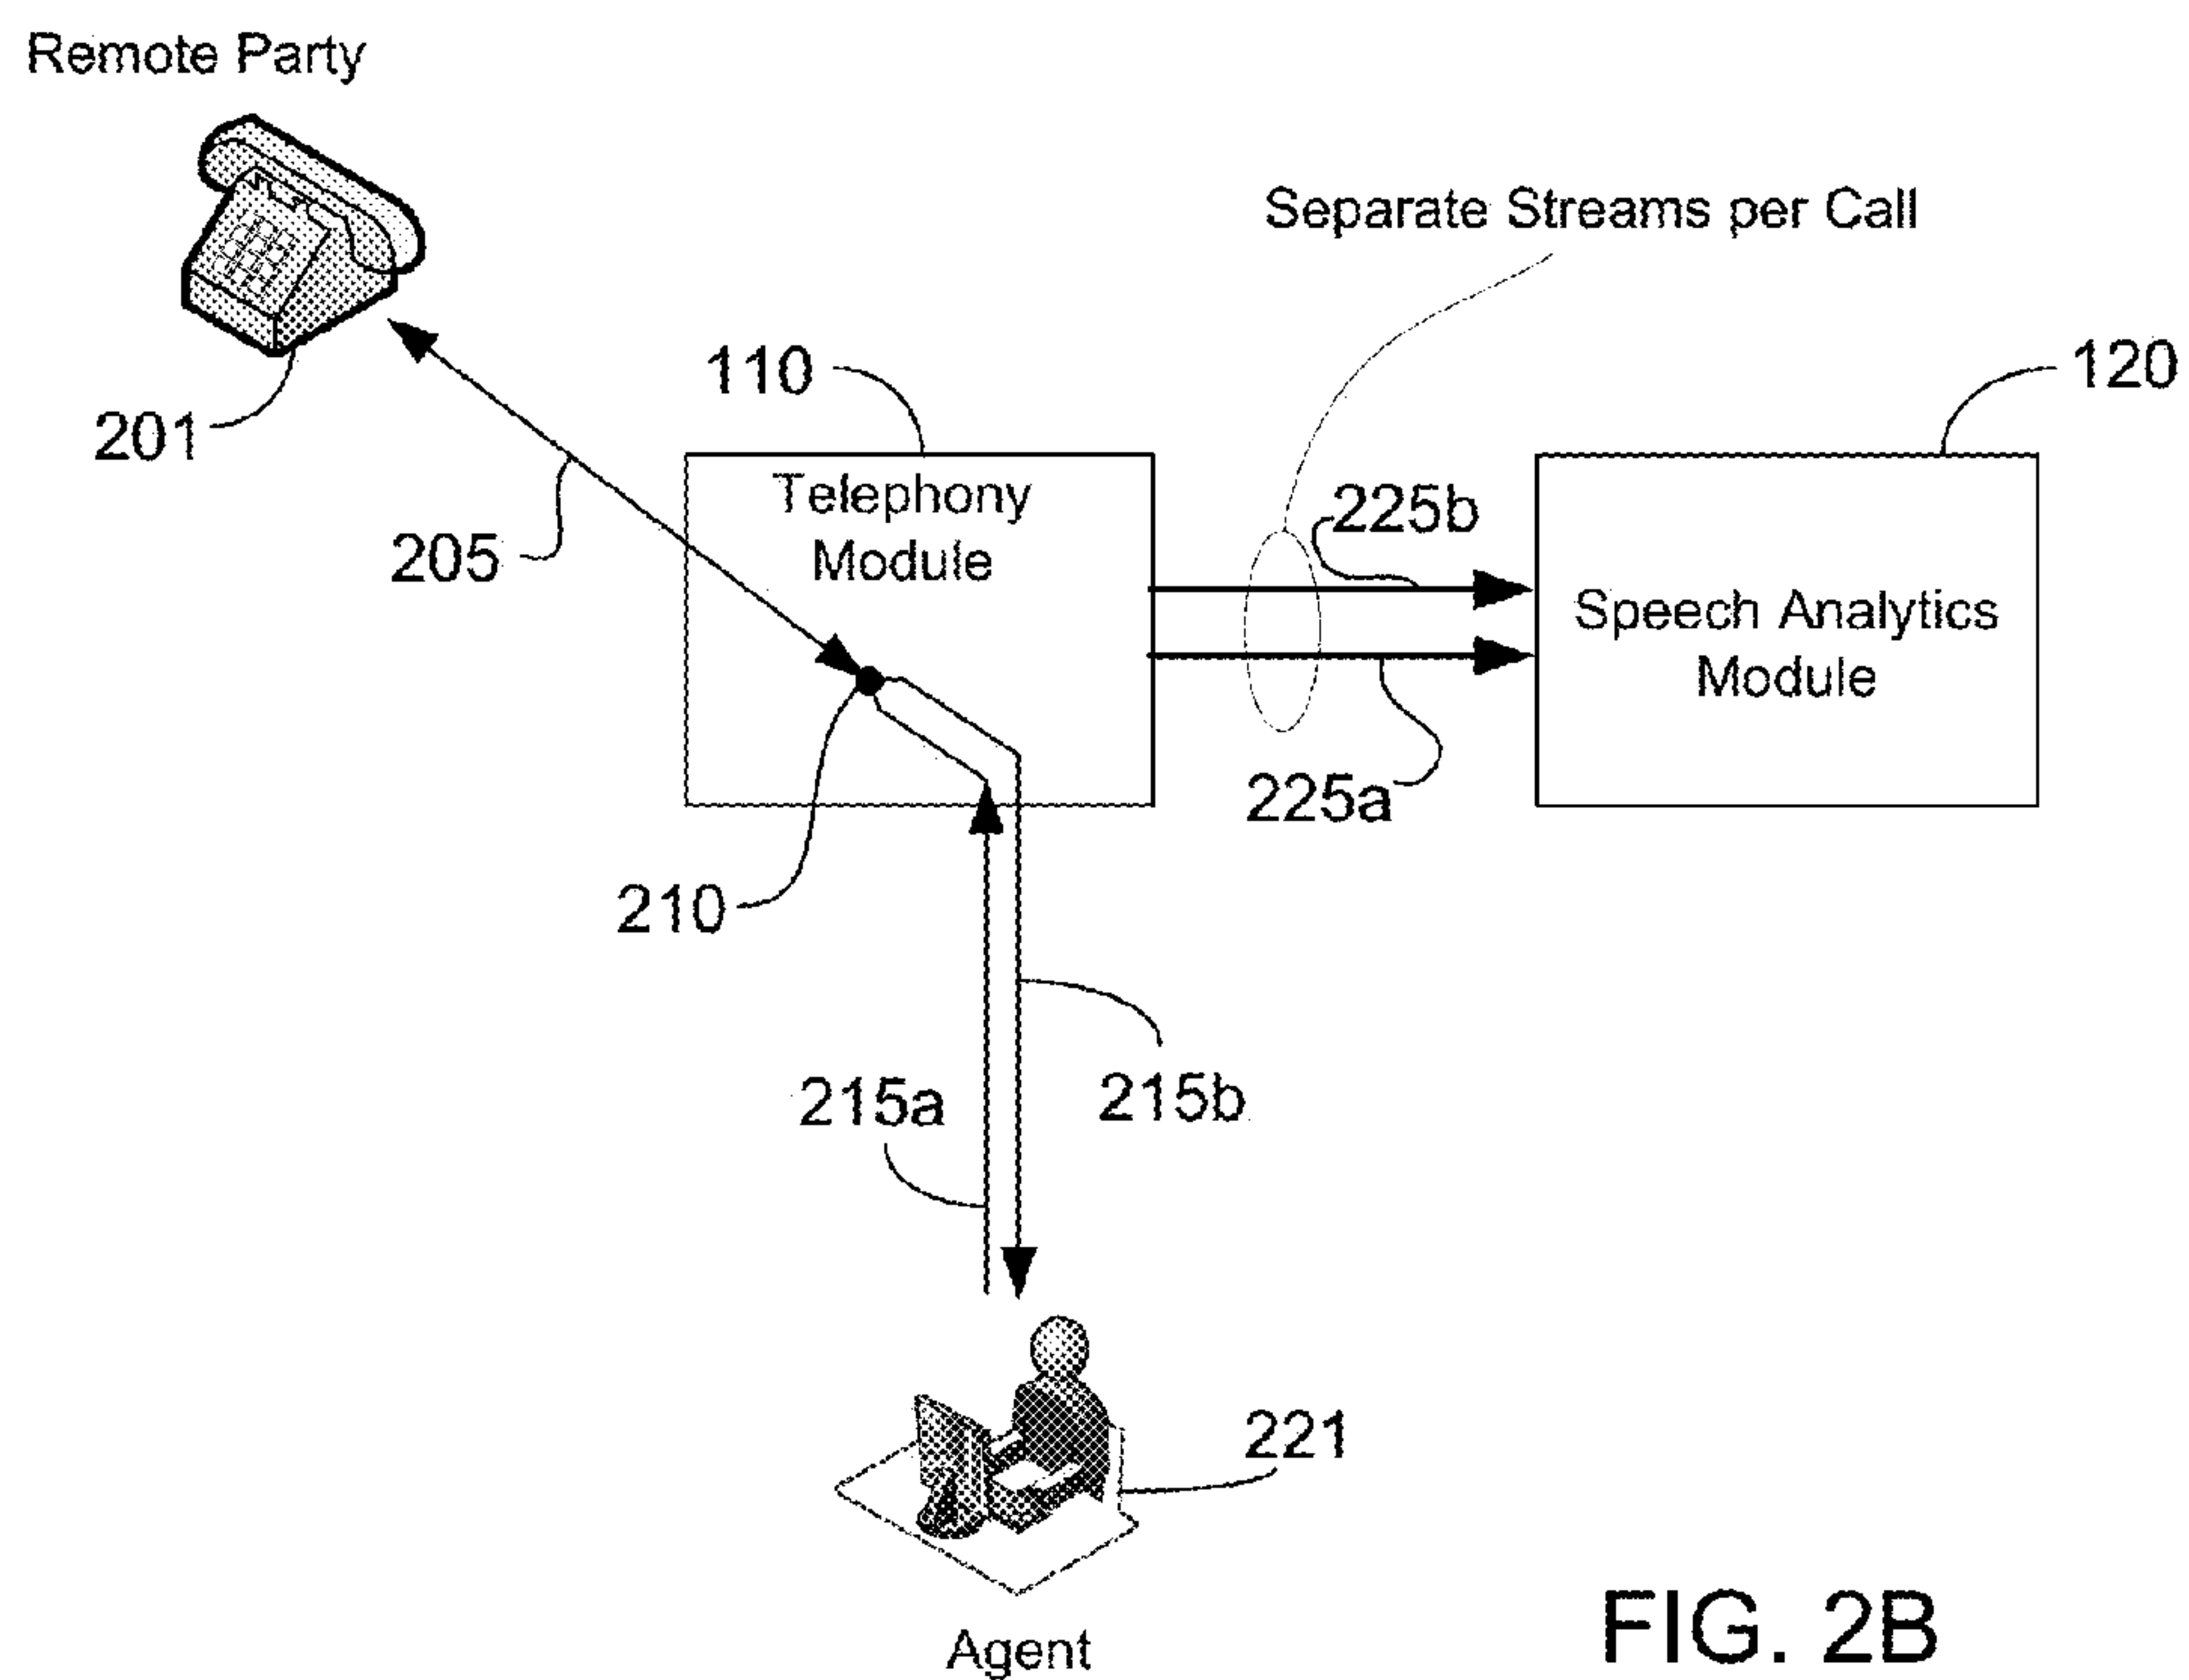 Remote Party
Separate Streams per Call
201
205
110
120
Telephony
Module
225b
225a
Speech Analytics
Module
210
215a
215b
221
Agent
FIG. 2B